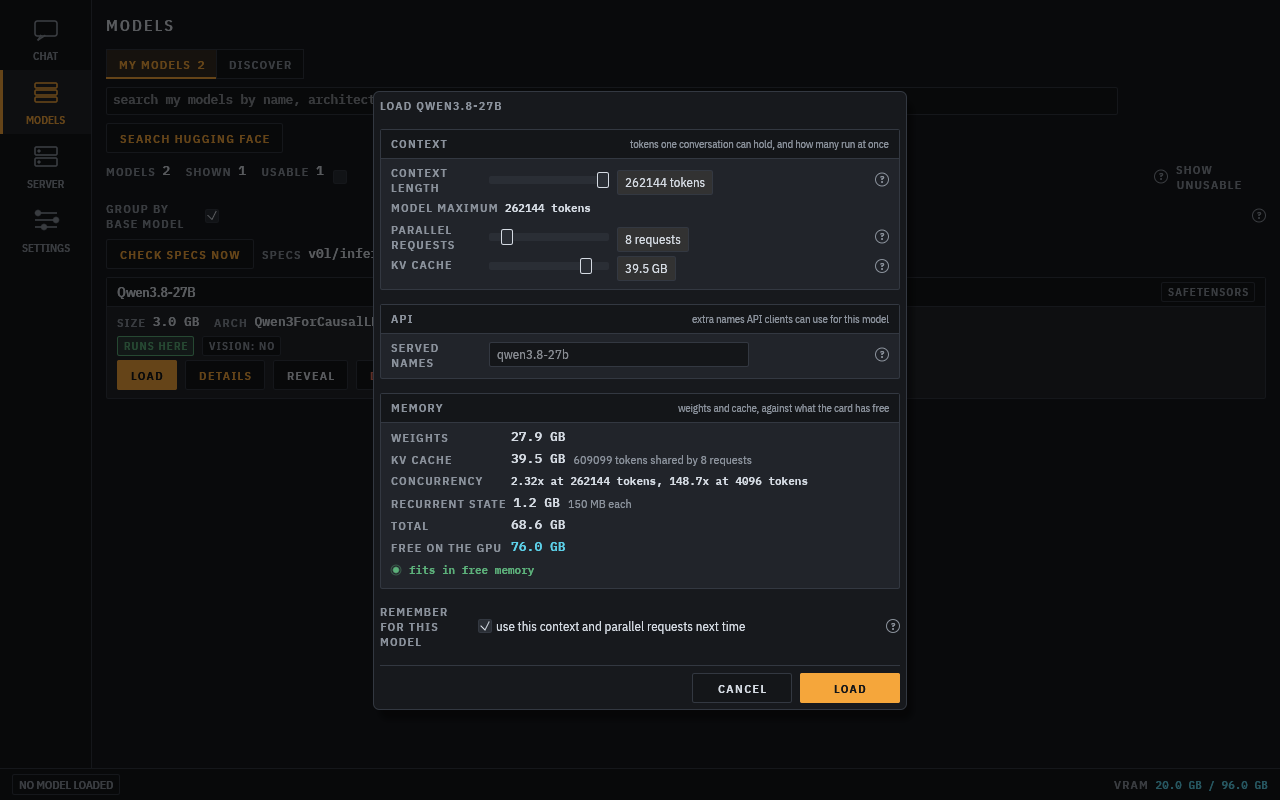 CHAT
MODELS
SERVER
SETTINGS
MODELS
MY MODELS 2
DISCOVER
search my models by name, architect
SEARCH HUGGING FACE
MODELS 2 SHOWN 1 USABLE 1
SHOW UNUSABLE
GROUP BY BASE MODEL
CHECK SPECS NOW
SPECS v0l/infe
Qwen3.8-27B
SAFETENSORS
SIZE 3.0 GB ARCH Qwen3ForCausalL
RUNS HERE
VISION: NO
LOAD
DETAILS
REVEAL
LOAD QWEN3.8-27B
CONTEXT
tokens one conversation can hold, and how many run at once
CONTEXT LENGTH
262144 tokens
MODEL MAXIMUM 262144 tokens
PARALLEL REQUESTS
8 requests
KV CACHE
39.5 GB
API
extra names API clients can use for this model
SERVED NAMES
qwen3.8-27b
MEMORY
weights and cache, against what the card has free
WEIGHTS 27.9 GB
KV CACHE 39.5 GB 609099 tokens shared by 8 requests
CONCURRENCY 2.32x at 262144 tokens, 148.7x at 4096 tokens
RECURRENT STATE 1.2 GB 150 MB each
TOTAL 68.6 GB
FREE ON THE GPU 76.0 GB
fits in free memory
REMEMBER FOR THIS MODEL
use this context and parallel requests next time
CANCEL
LOAD
NO MODEL LOADED
VRAM 20.0 GB / 96.0 GB